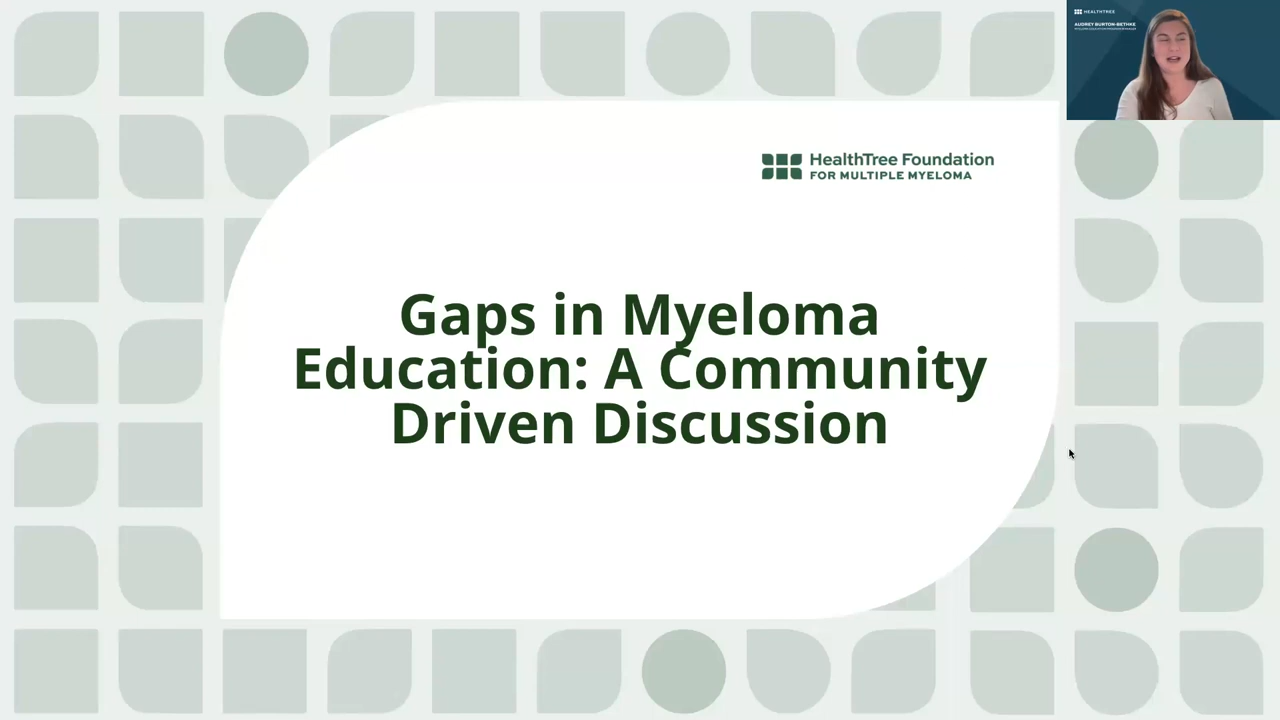 HEALTHTREE
AUDREY BURTON-BETHKE
HealthTree Foundation
FOR MULTIPLE MYELOMA
Gaps in Myeloma
Education: A Community
Driven Discussion